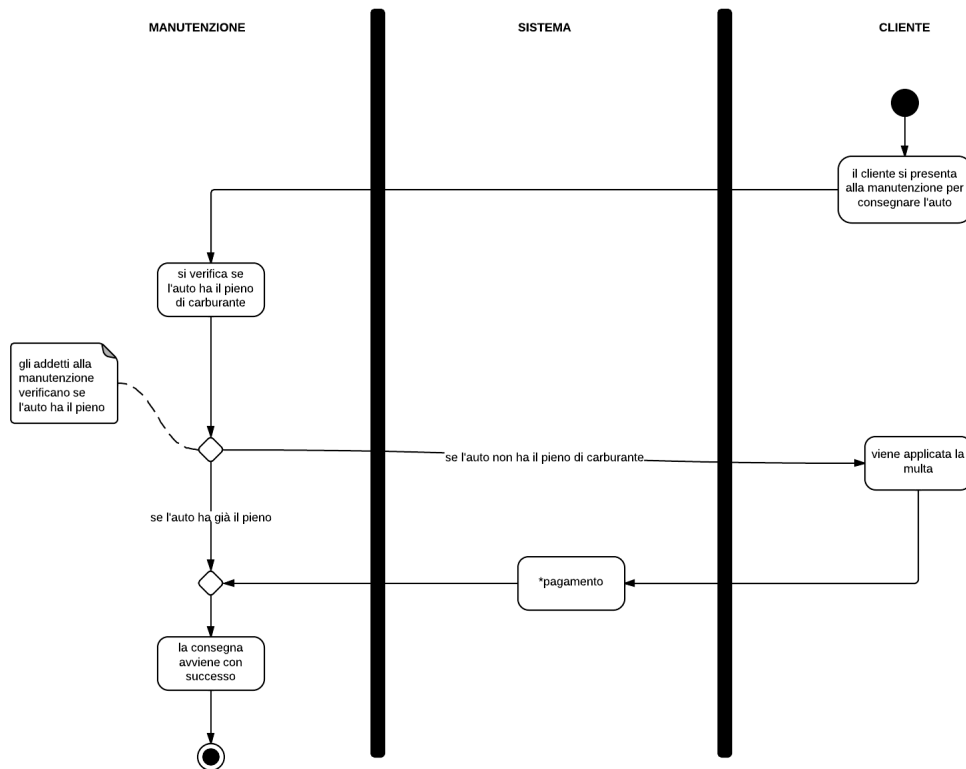 MANUTENZIONE
SISTEMA
CLIENTE
il cliente si presenta
alla manutenzione per
consegnare l'auto
si verifica se
l'auto ha il pieno
di carburante
gli addetti alla
manutenzione
verificano se
l'auto ha il pieno
se l'auto non ha il pieno di carburante
viene applicata la
multa
se l'auto ha già il pieno
*pagamento
la consegna
avviene con
successo